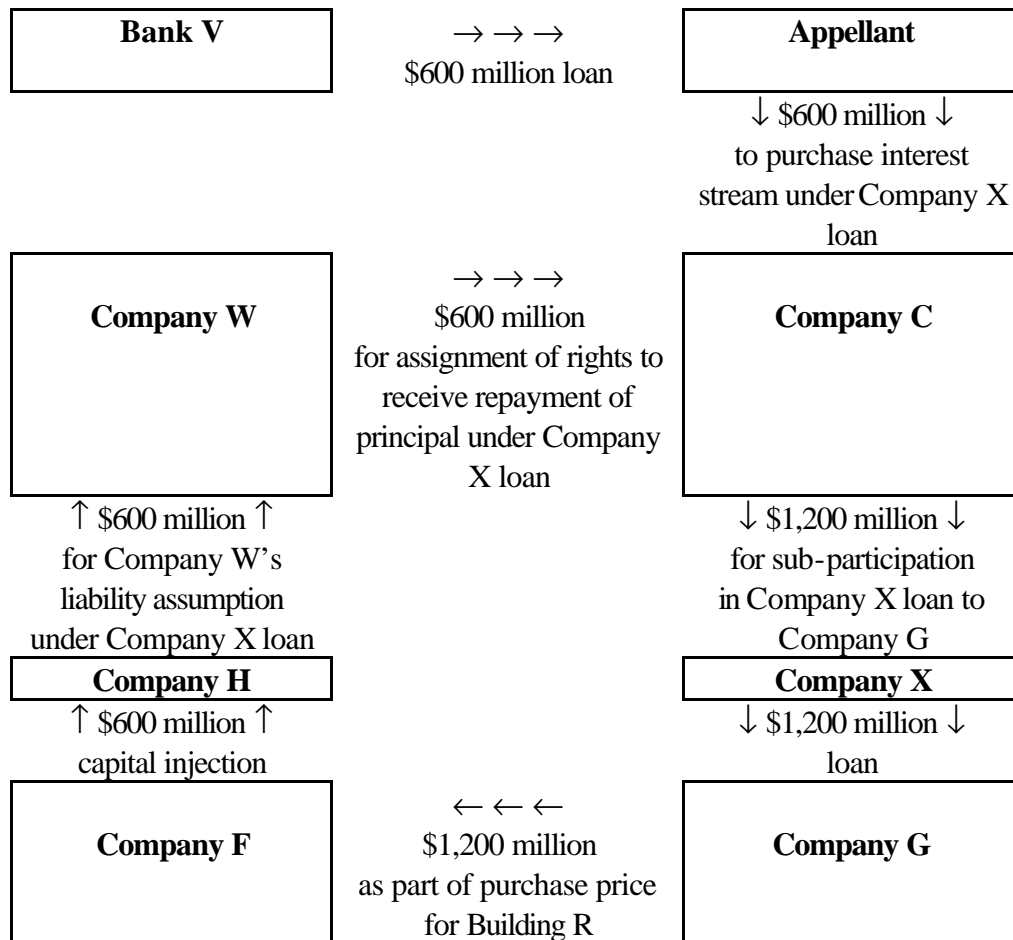 Bank V → → → Appellant
$600 million loan
↓ $600 million ↓
to purchase interest
stream under Company X
loan
→ → →
Company W $600 million Company C
for assignment of rights to
receive repayment of
principal under Company
X loan
↑ $600 million ↑ ↓ $1,200 million ↓
for Company W’s for sub-participation
liability assumption in Company X loan to
under Company X loan Company G
Company H Company X
↑ $600 million ↑ ↓ $1,200 million ↓
capital injection loan
← ← ←
Company F $1,200 million Company G
as part of purchase price
for Building R